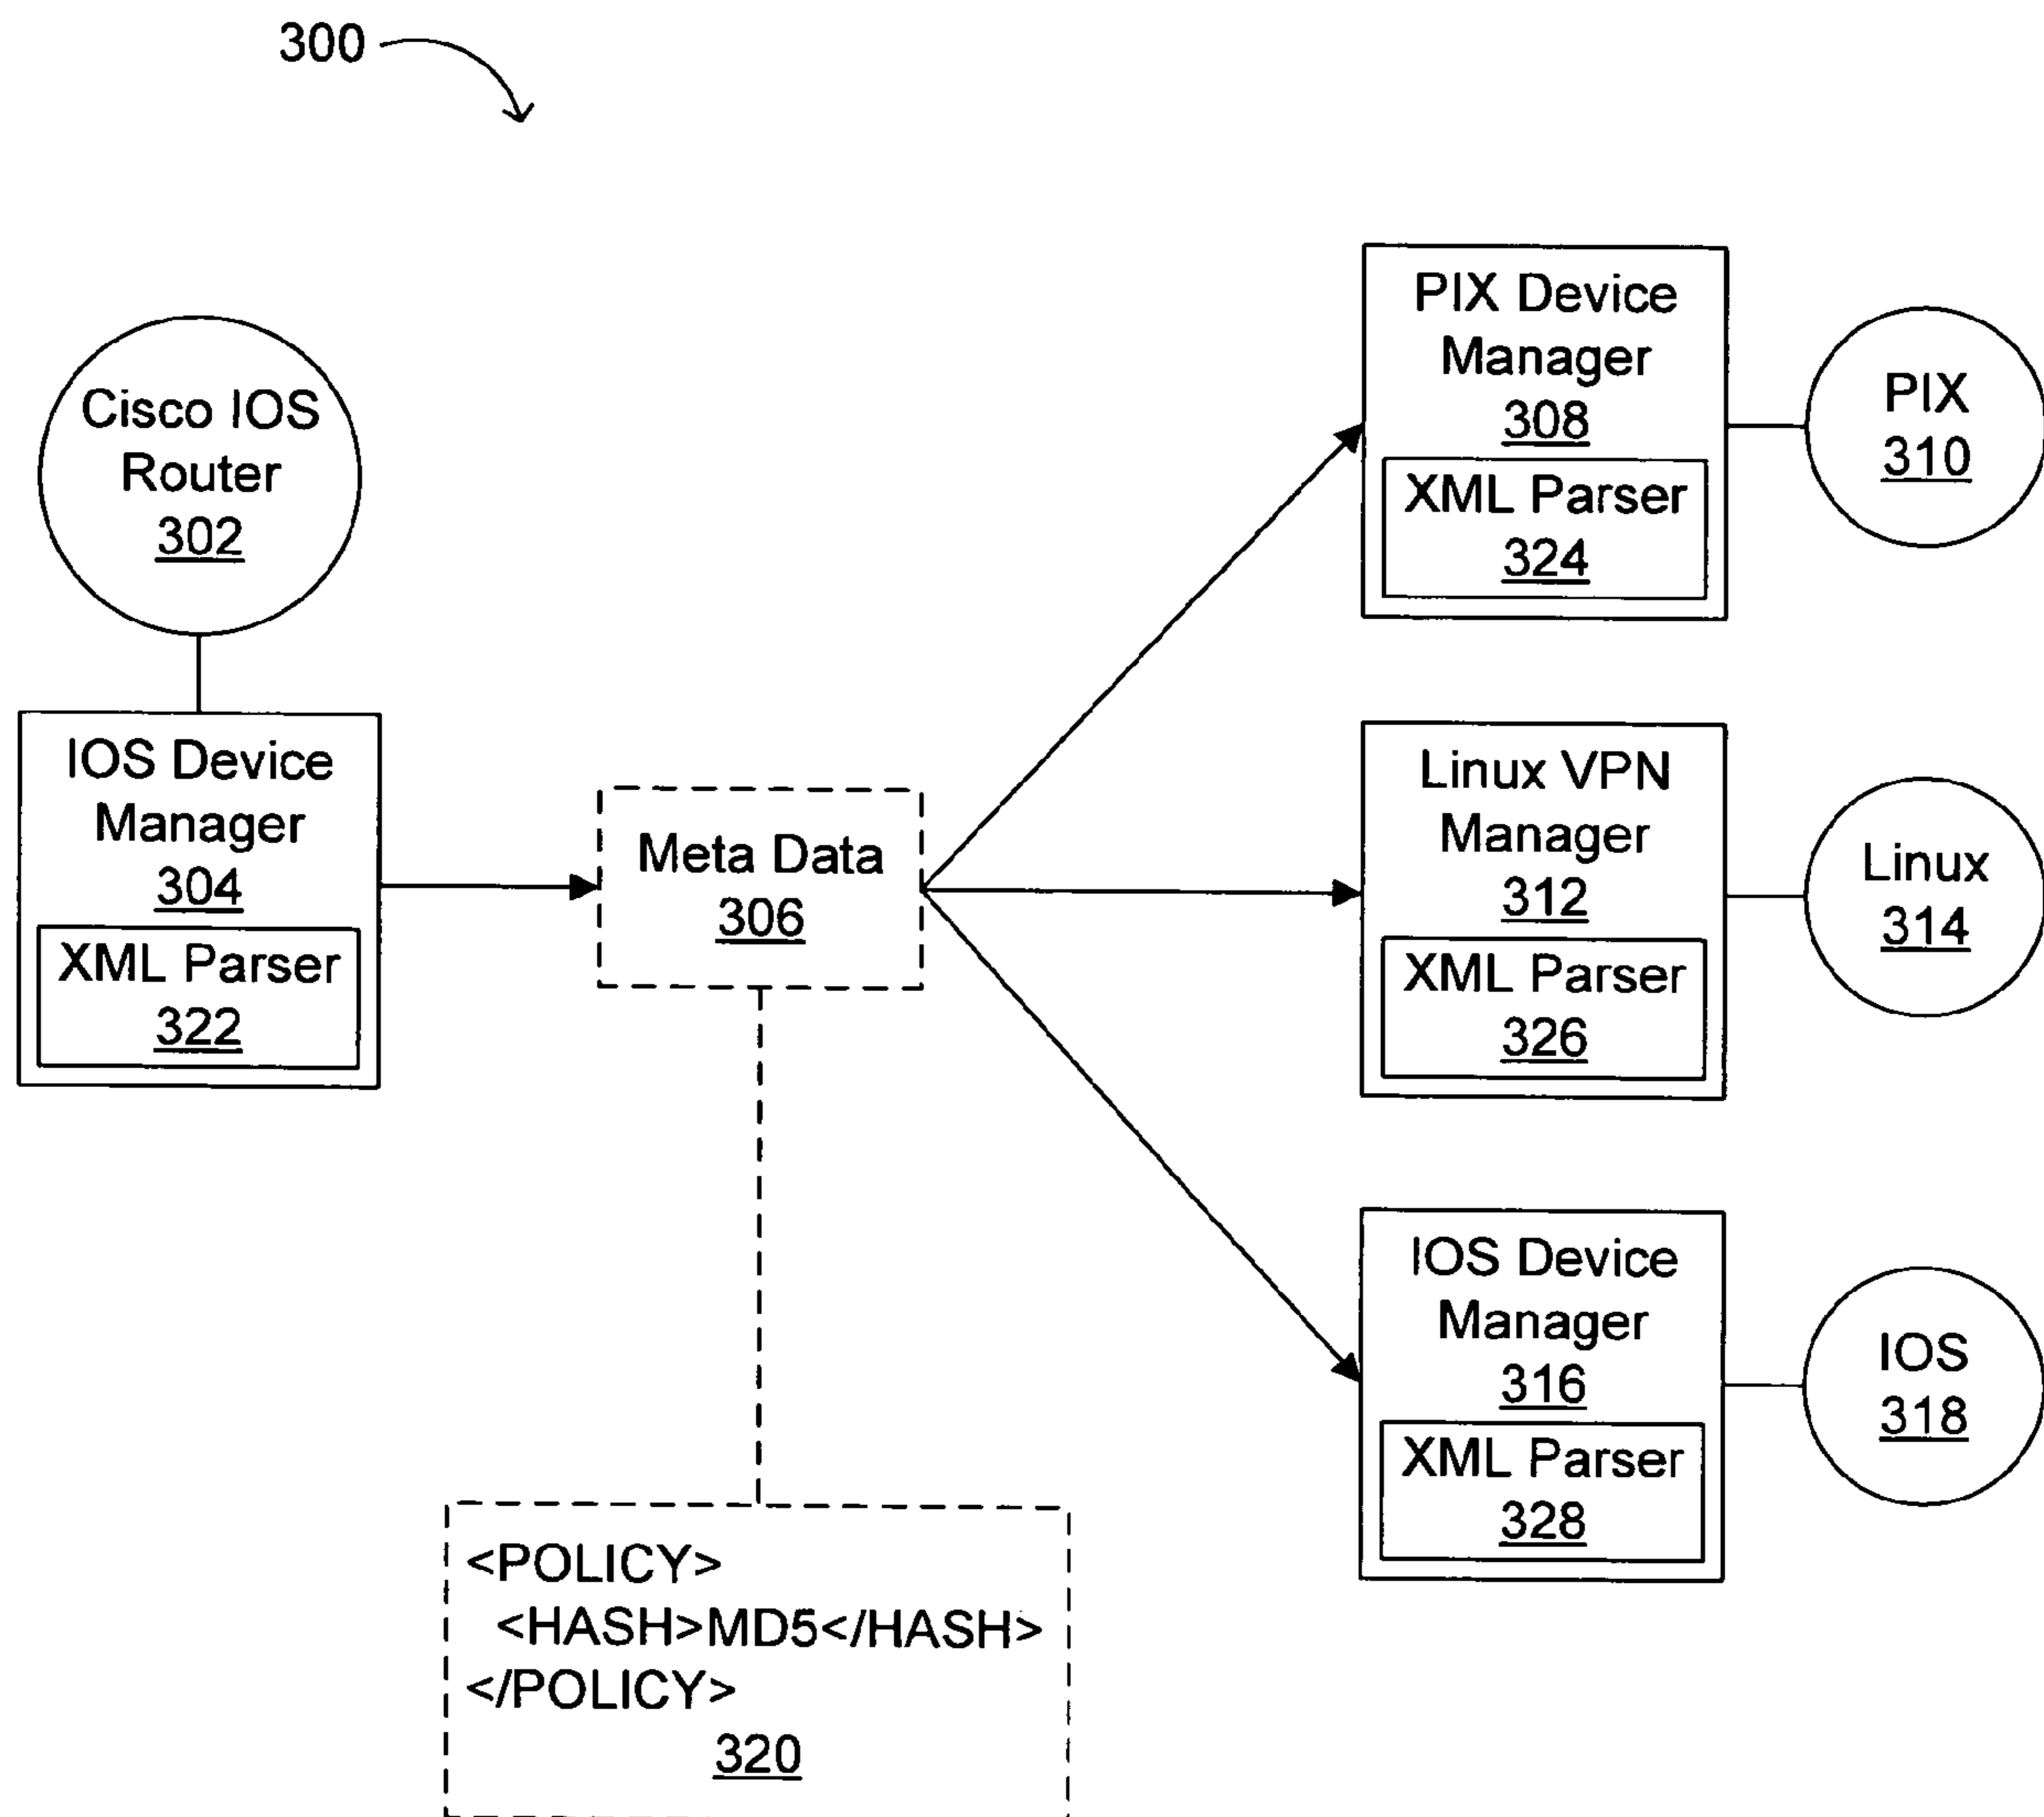 300
Cisco IOS
Router
302
IOS Device
Manager
304
XML Parser
322
Meta Data
306
<POLICY>
<HASH>MD5</HASH>
</POLICY>
320
PIX Device
Manager
308
XML Parser
324
PIX
310
Linux VPN
Manager
312
XML Parser
326
Linux
314
IOS Device
Manager
316
XML Parser
328
IOS
318